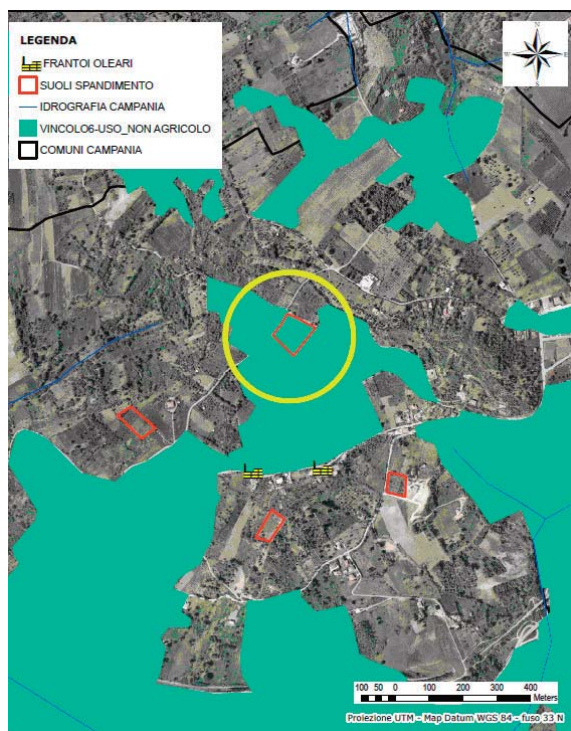 LEGENDA
FRANTOI OLEARI
SUOLI SPANDIMENTO
IDROGRAFIA CAMPANIA
VINCOLO6-USO_NON AGRICOLO
COMUNI CAMPANIA
N
W E
S
100 50 0 100 200 300 400
Meters
Proiezione UTM - Map Datum WGS 84 - fuso 33 N